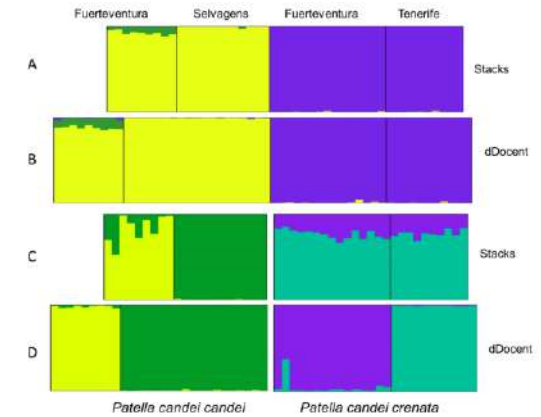 Fuerteventura Selvagens Fuerteventura Tenerife
A Stacks
B dDocent
C Stacks
D dDocent
Patella candei candei Patella candei crenata